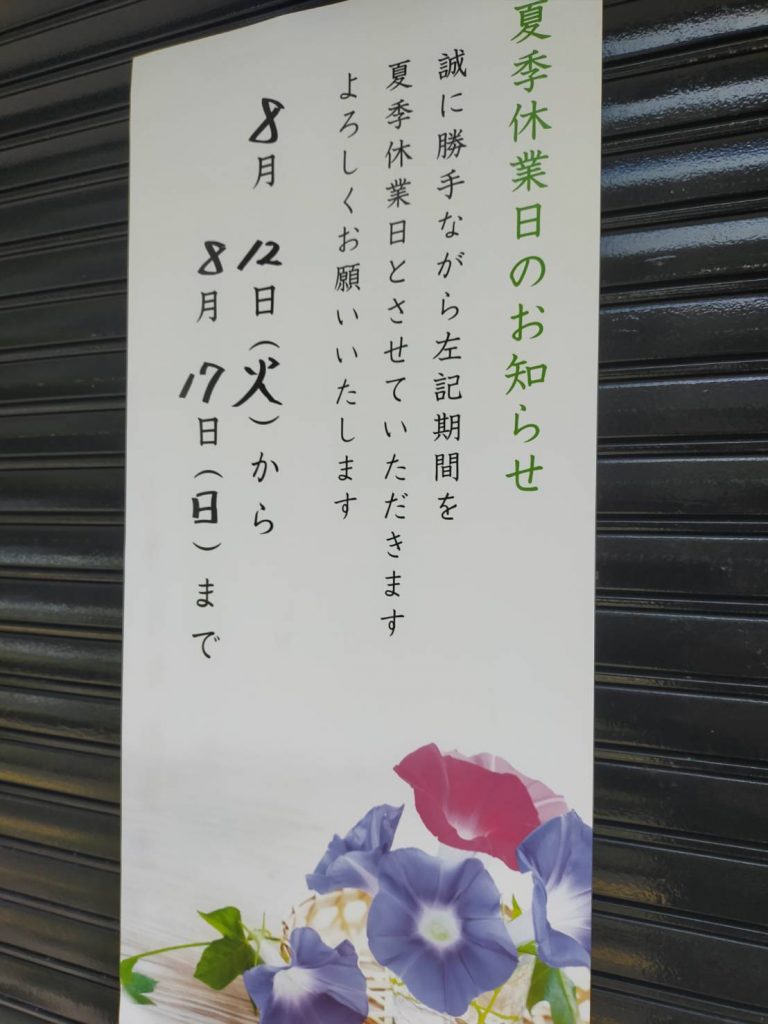 夏季休業日のお知らせ
誠に勝手ながら左記期間を
夏季休業日とさせていただきます
よろしくお願いいたします
8月12日(火)から
8月17日(日)まで